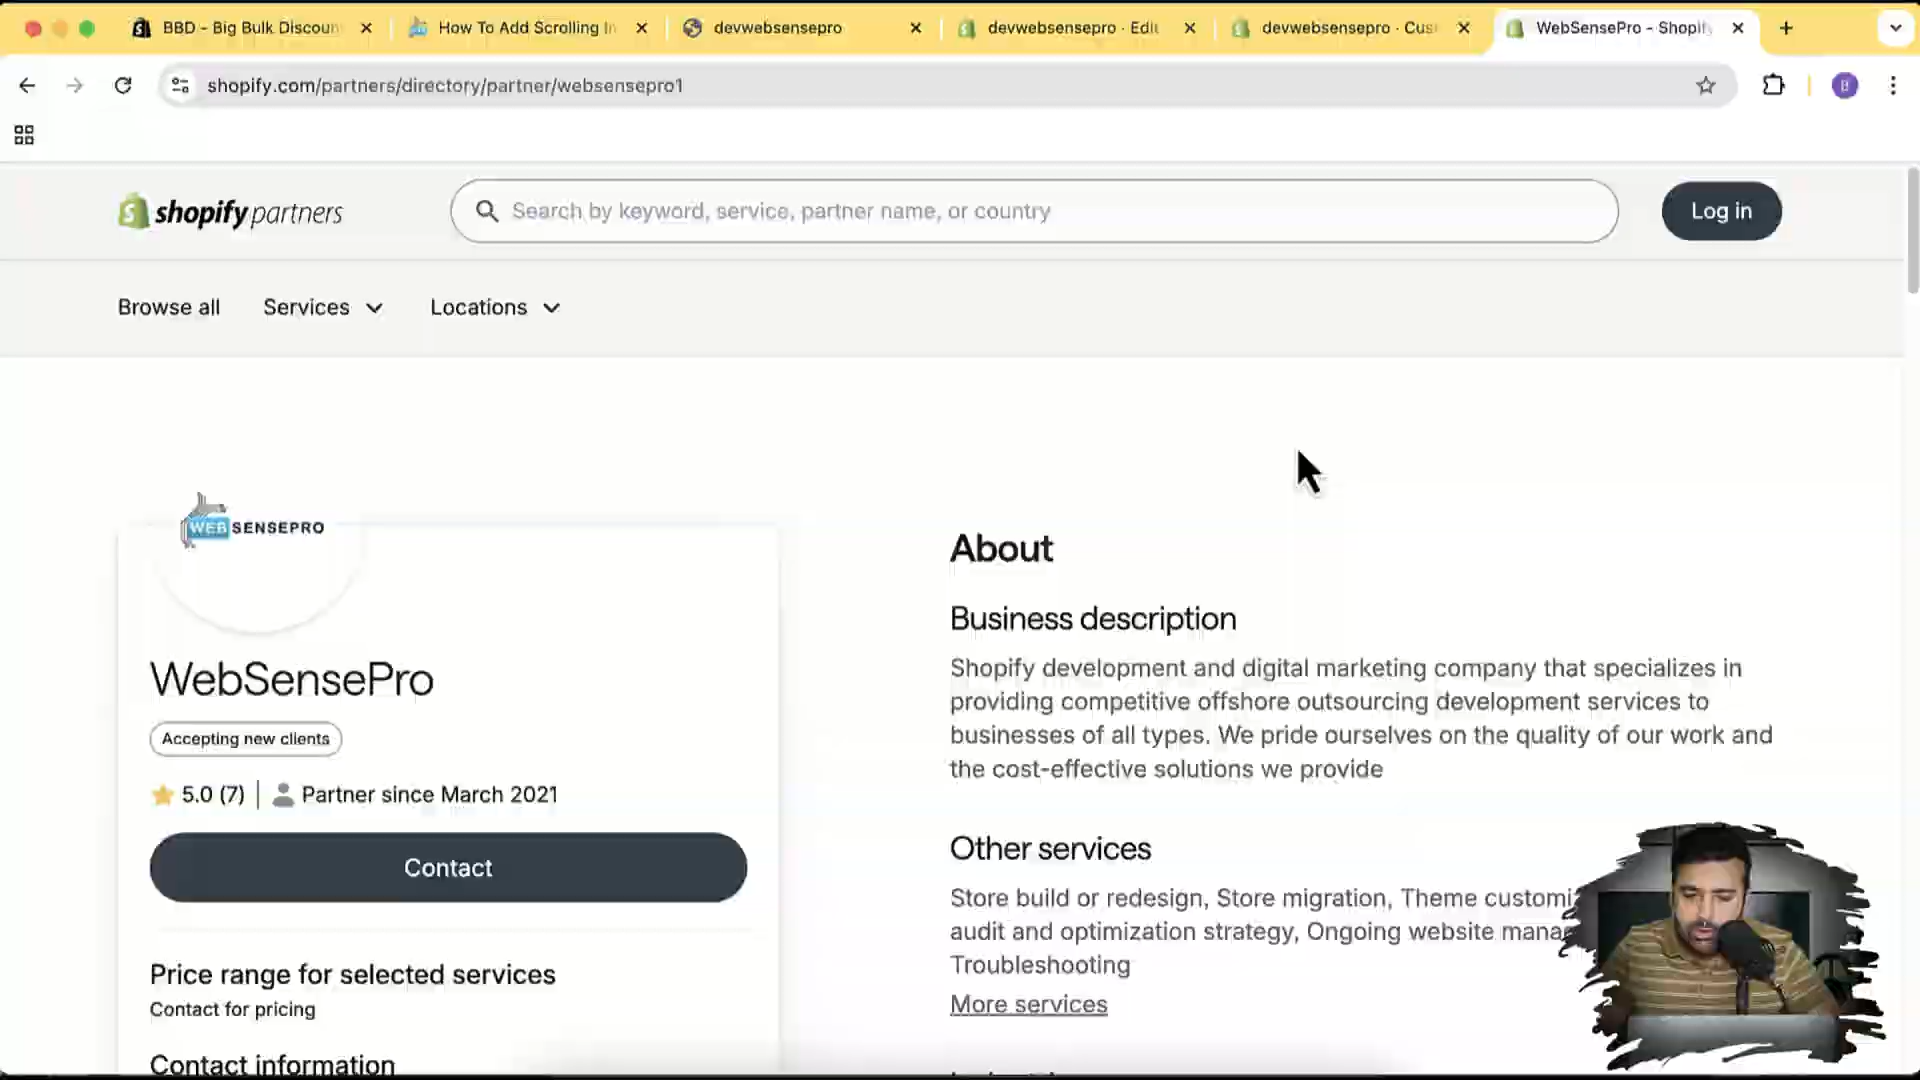 BBD - Big Bulk Discoun
How To Add Scrolling In
devwebsensepro
devwebsensepro · Edit
devwebsensepro · Cus
WebSensePro - Shopify
shopify.com/partners/directory/partner/websensepro1
B
shopify partners
Search by keyword, service, partner name, or country
Log in
Browse all
Services
Locations
WEB SENSEPRO
WebSensePro
Accepting new clients
5.0 (7)
Partner since March 2021
Contact
Price range for selected services
Contact for pricing
Contact information
About
Business description
Shopify development and digital marketing company that specializes in
providing competitive offshore outsourcing development services to
businesses of all types. We pride ourselves on the quality of our work and
the cost-effective solutions we provide
Other services
Store build or redesign, Store migration, Theme customi
audit and optimization strategy, Ongoing website mana
Troubleshooting
More services